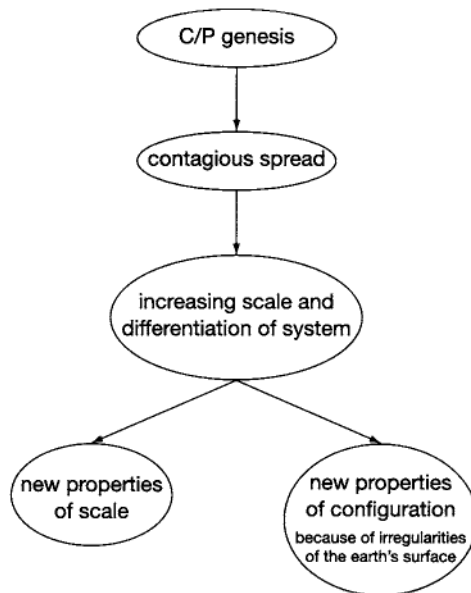 C/P genesis
contagious spread
increasing scale and
differentiation of system
new properties
of scale
new properties
of configuration
because of irregularities
of the earth's surface